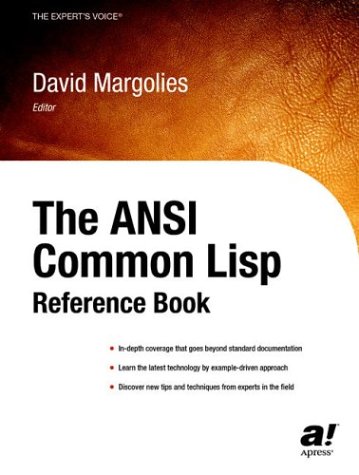 THE EXPERT'S VOICE®
David Margolies
Editor
The ANSI
Common Lisp
Reference Book
In-depth coverage that goes beyond standard documentation
Learn the latest technology by example-driven approach
Discover new tips and techniques from experts in the field
a!
Apress®